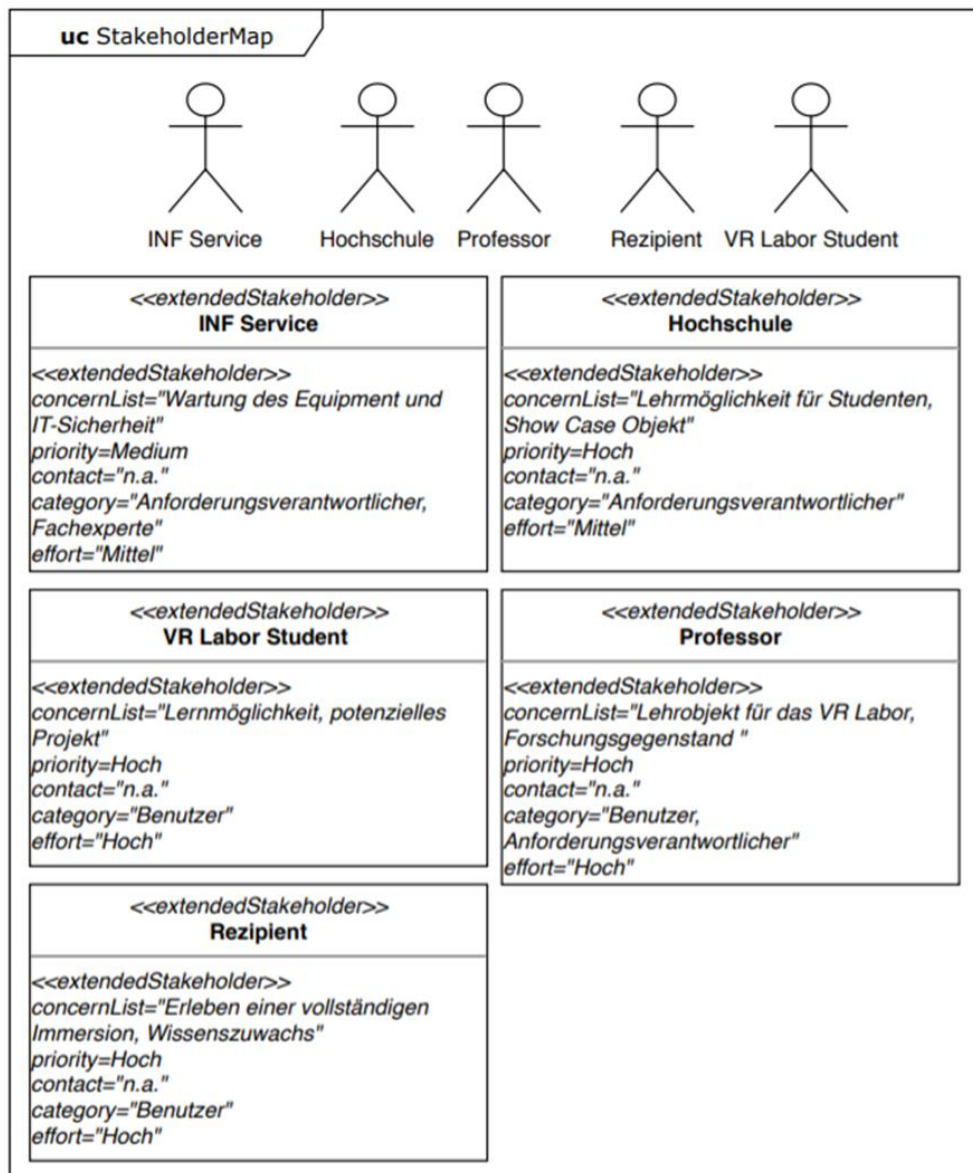 uc StakeholderMap
INF Service
Hochschule
Professor
Rezipient
VR Labor Student
<<extendedStakeholder>>
INF Service
<<extendedStakeholder>>
concernList="Wartung des Equipment und
IT-Sicherheit"
priority=Medium
contact="n.a."
category="Anforderungsverantwortlicher,
Fachexperte"
effort="Mittel"
<<extendedStakeholder>>
Hochschule
<<extendedStakeholder>>
concernList="Lehrmöglichkeit für Studenten,
Show Case Objekt"
priority=Hoch
contact="n.a."
category="Anforderungsverantwortlicher"
effort="Mittel"
<<extendedStakeholder>>
VR Labor Student
<<extendedStakeholder>>
concernList="Lernmöglichkeit, potenzielles
Projekt"
priority=Hoch
contact="n.a."
category="Benutzer"
effort="Hoch"
<<extendedStakeholder>>
Professor
<<extendedStakeholder>>
concernList="Lehrobjekt für das VR Labor,
Forschungsgegenstand "
priority=Hoch
contact="n.a."
category="Benutzer,
Anforderungsverantwortlicher"
effort="Hoch"
<<extendedStakeholder>>
Rezipient
<<extendedStakeholder>>
concernList="Erleben einer vollständigen
Immersion, Wissenszuwachs"
priority=Hoch
contact="n.a."
category="Benutzer"
effort="Hoch"